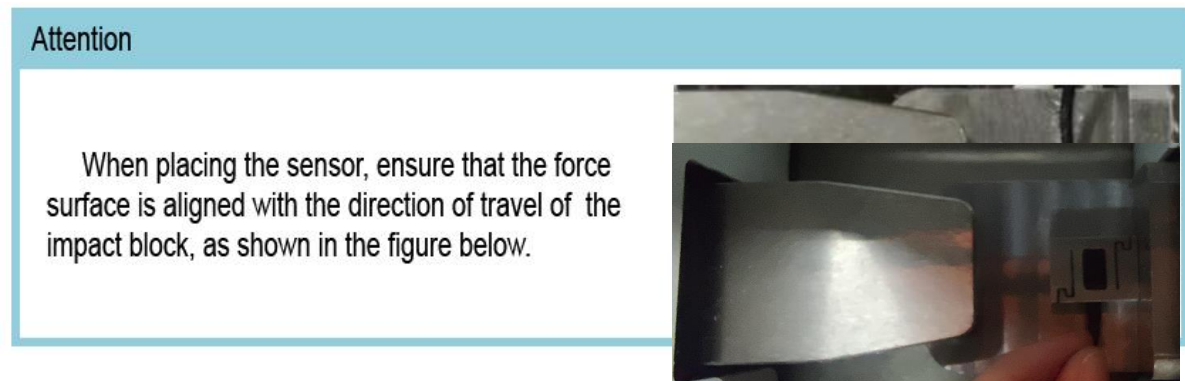 Attention
When placing the sensor, ensure that the force
surface is aligned with the direction of travel of the
impact block, as shown in the figure below.